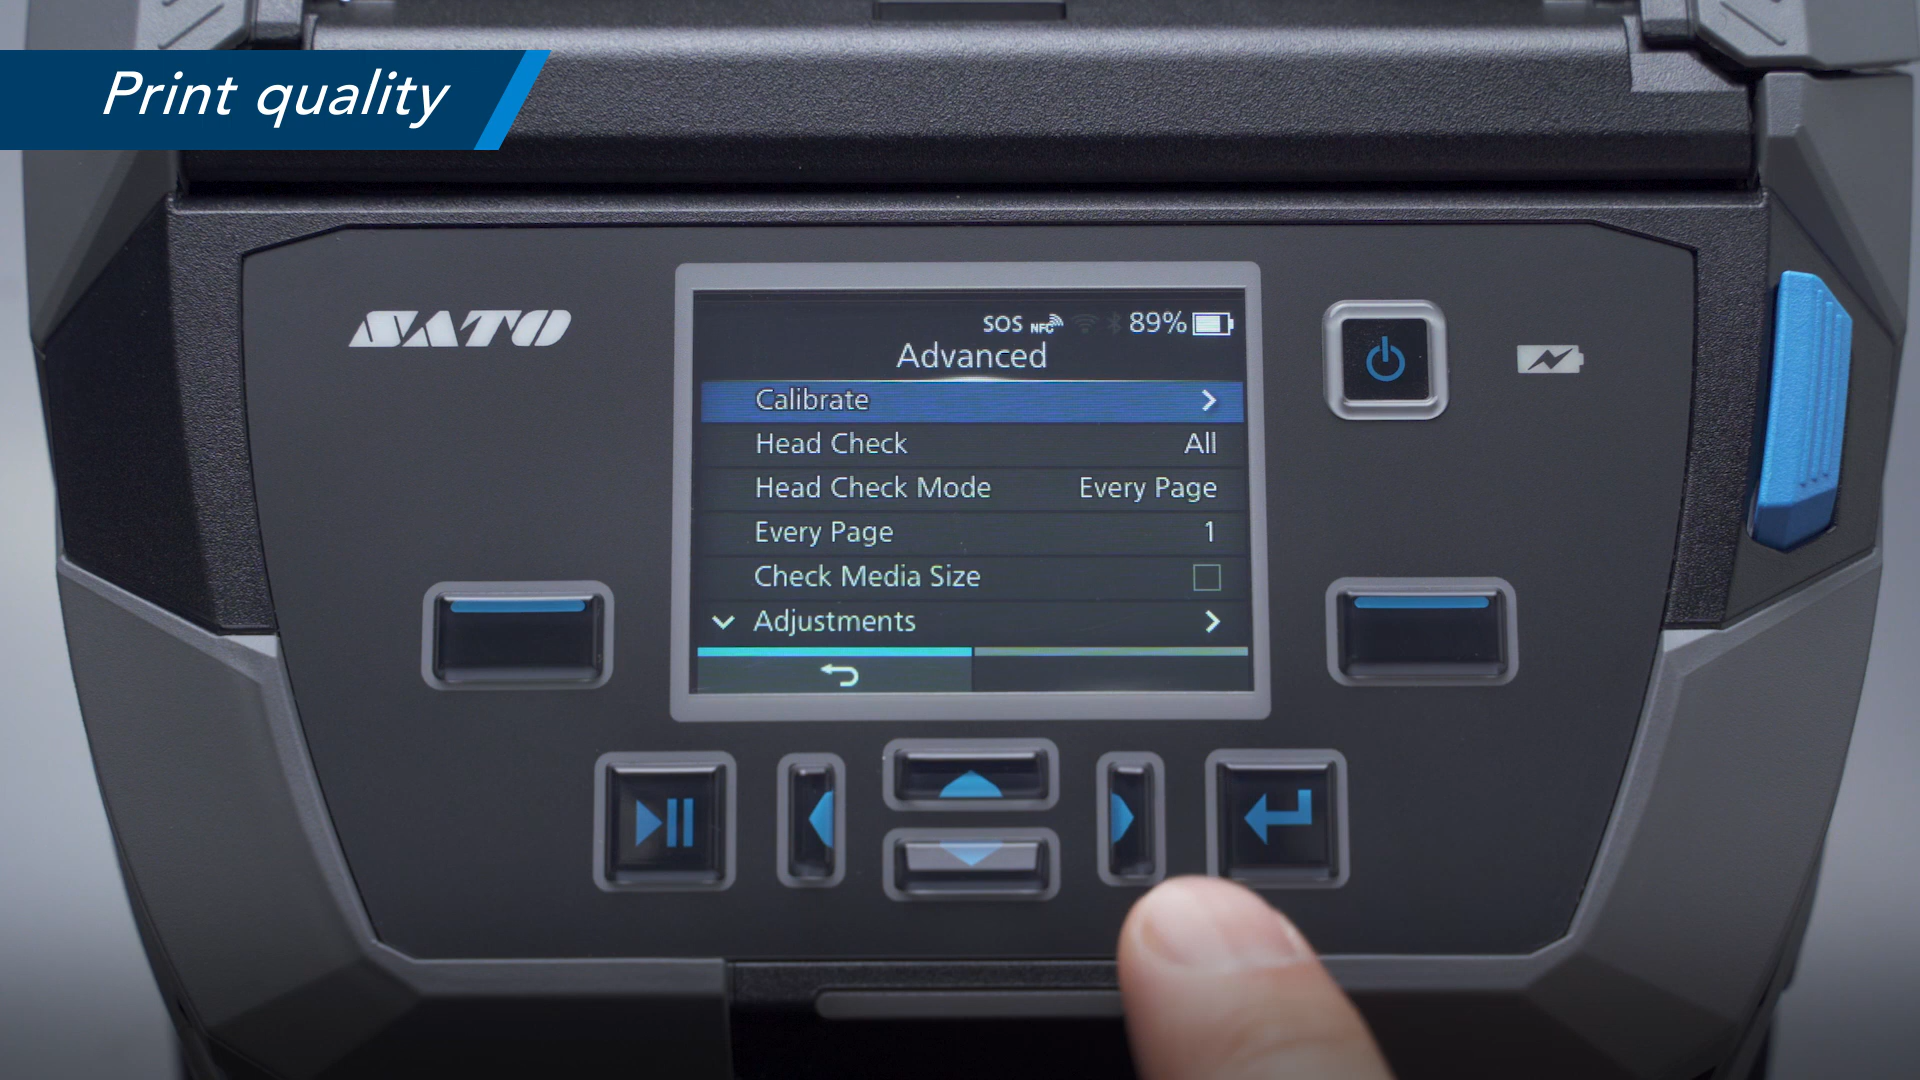 Print quality
SATO
SOS NFC 89%
Advanced
Calibrate
Head Check All
Head Check Mode Every Page
Every Page 1
Check Media Size
Adjustments